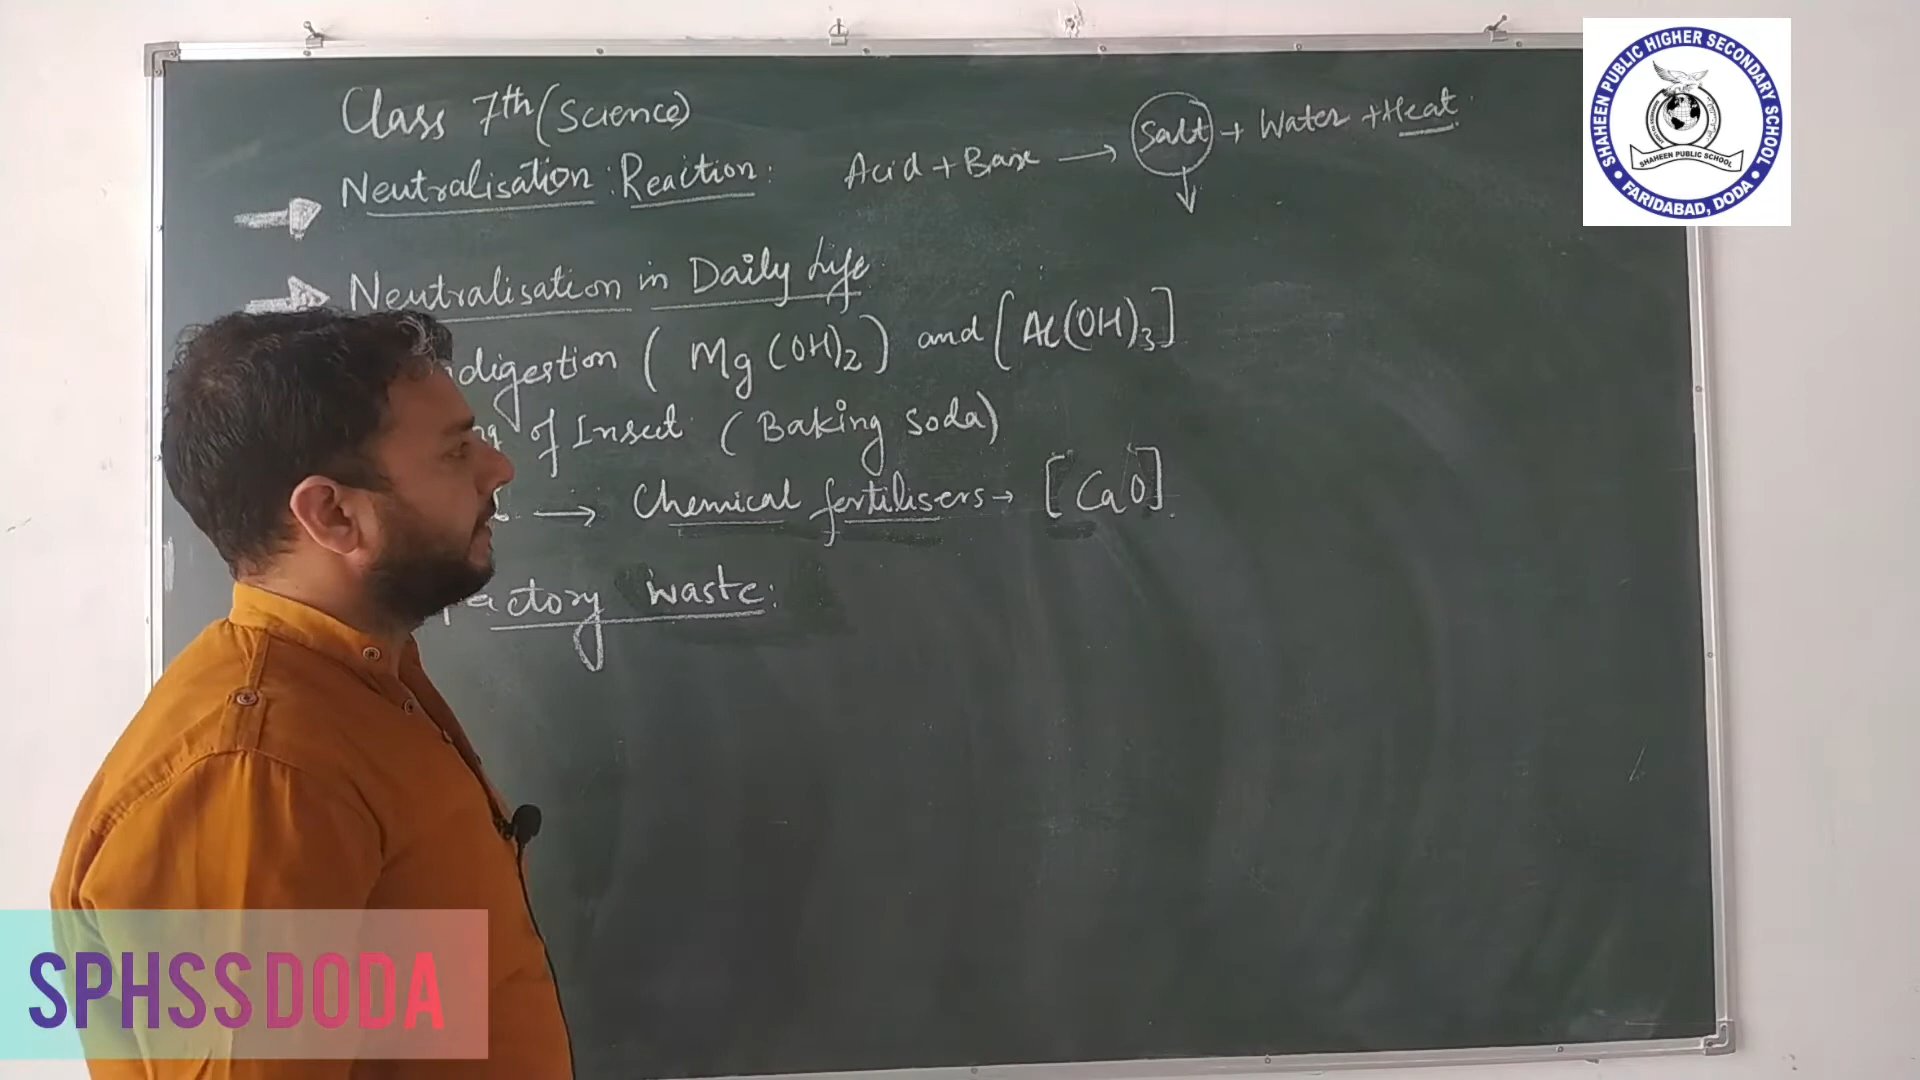 Class 7th (Science)
Neutralisation : Reaction : Acid + Base → Salt + Water + Heat
Neutralisation in Daily Life
digestion ( Mg (OH)2 ) and [ Al(OH)3 ]
of Insect (Baking soda)
→ Chemical fertilisers → [CaO]
actory waste :
SHAHEEN PUBLIC HIGHER SECONDARY SCHOOL
SHAHEEN PUBLIC SCHOOL
• FARIDABAD, DODA •
SPHSS DODA